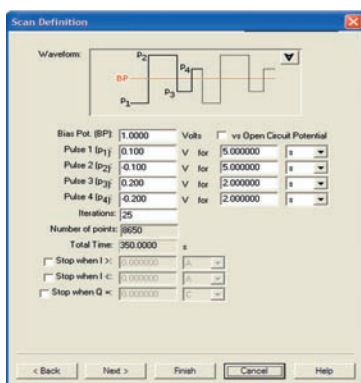 Scan Definition
Waveform:
P2
P4
BP
P3
P1
Bias Pot. (BP): 1.0000 Volts vs Open Circuit Potential
Pulse 1 (p1): 0.100 V for 5.000000 s
Pulse 2 (p2): -0.100 V for 5.000000 s
Pulse 3 (p3): 0.200 V for 2.000000 s
Pulse 4 (p4): -0.200 V for 2.000000 s
Iterations: 25
Number of points: 8650
Total Time: 350.0000 s
Stop when I >: 0.000000 A
Stop when I <: 0.000000 A
Stop when Q =: 0.000000 C
< Back Next > Finish Cancel Help